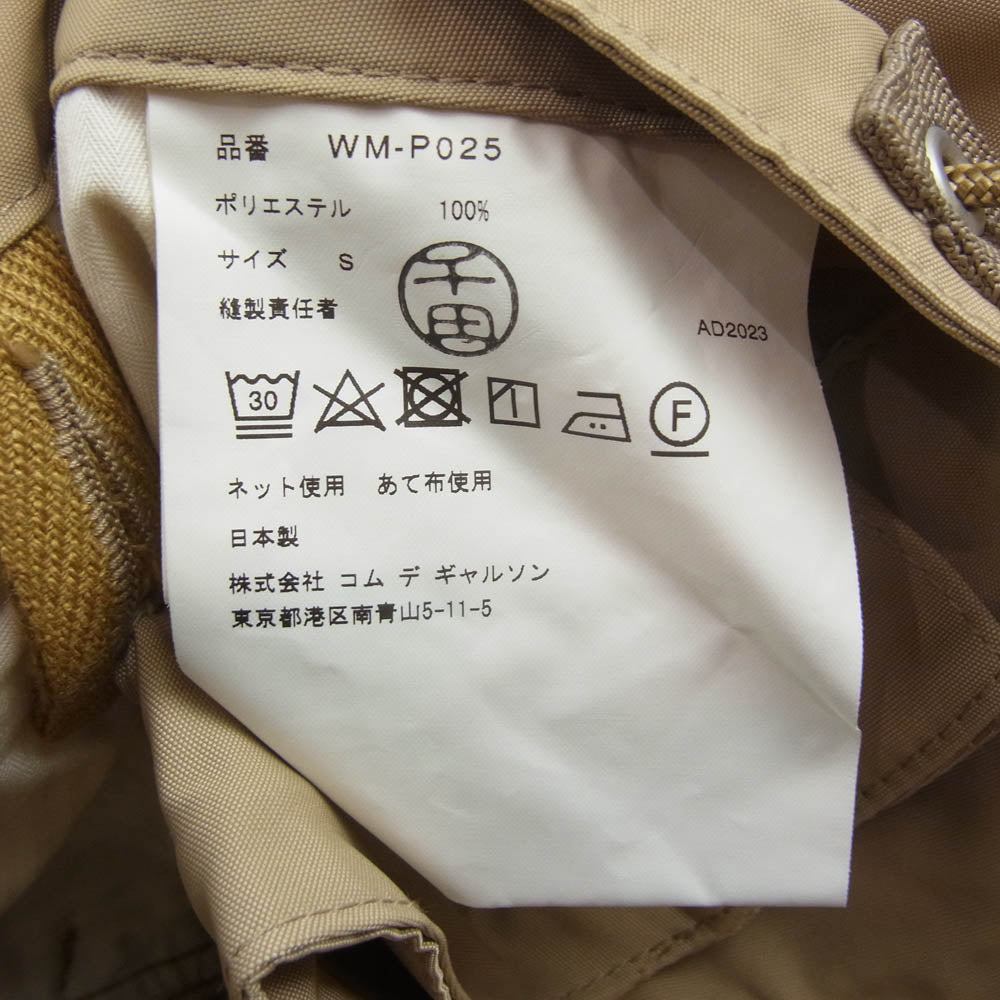 品番 WM-P025
ポリエステル 100%
サイズ S
縫製責任者 千田
AD2023
30 F
ネット使用 あて布使用
日本製
株式会社 コム デ ギャルソン
東京都港区南青山5-11-5